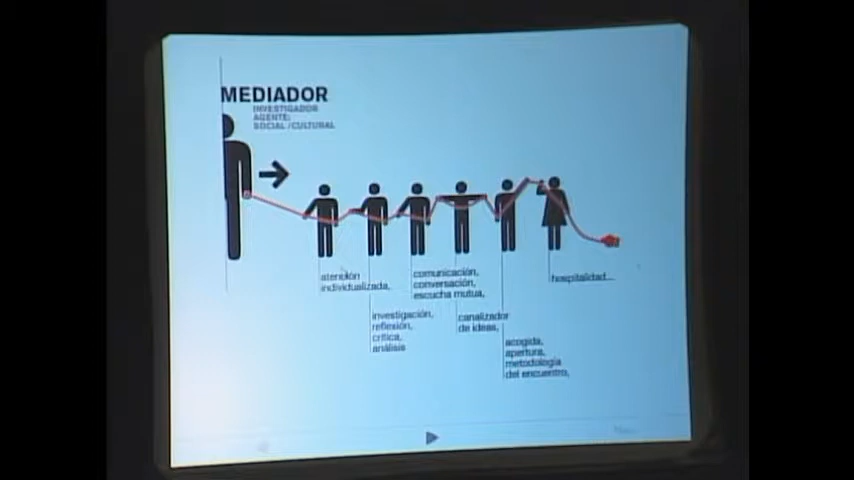 MEDIADOR
INVESTIGADOR
AGENTE:
SOCIAL / CULTURAL
atención
individualizada,
investigación,
reflexión,
crítica,
análisis
comunicación,
conversación,
escucha mutua,
canalizador
de ideas,
acogida,
apertura,
metodología
del encuentro,
hospitalidad...